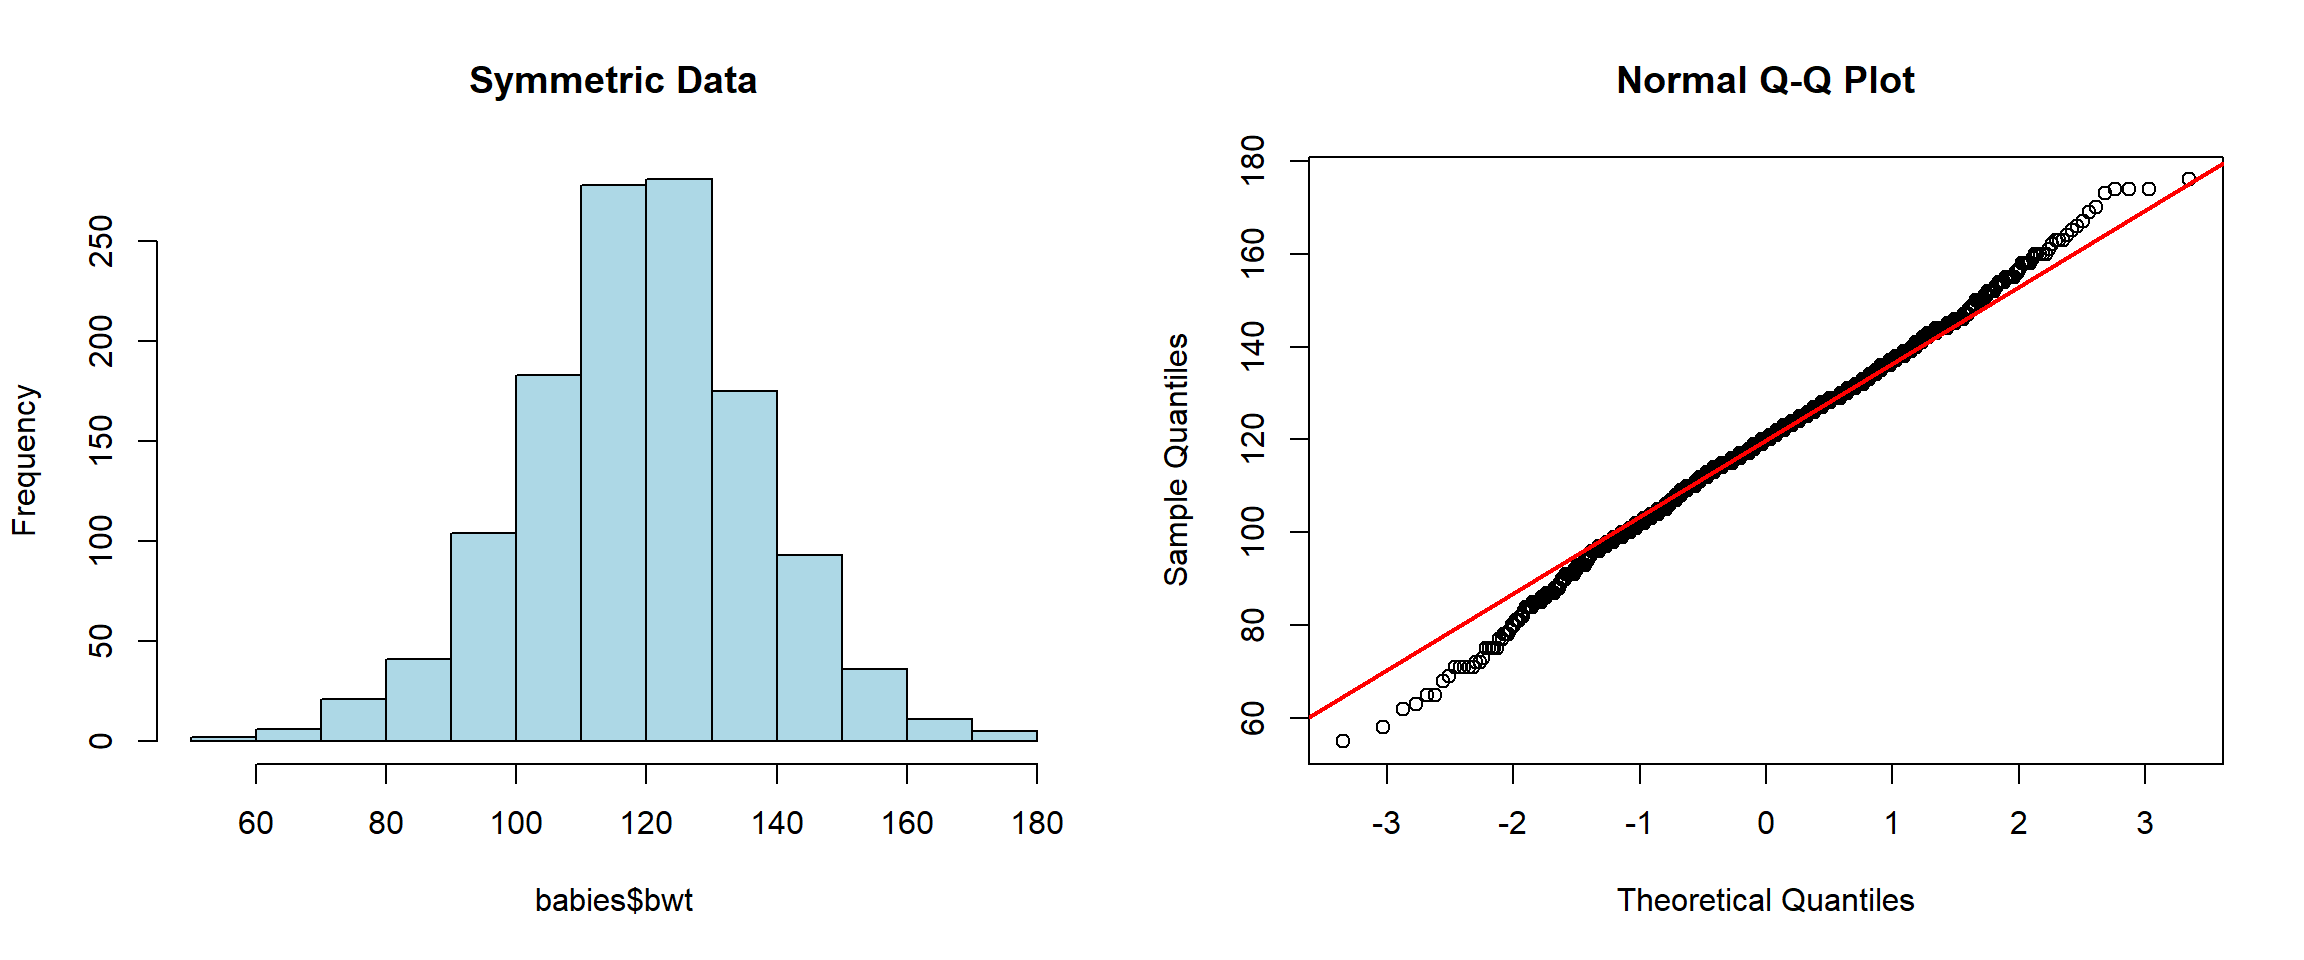 Symmetric Data
Frequency
0 50 100 150 200 250
60 80 100 120 140 160 180
babies$bwt
Normal Q-Q Plot
Sample Quantiles
60 80 100 120 140 160 180
-3 -2 -1 0 1 2 3
Theoretical Quantiles